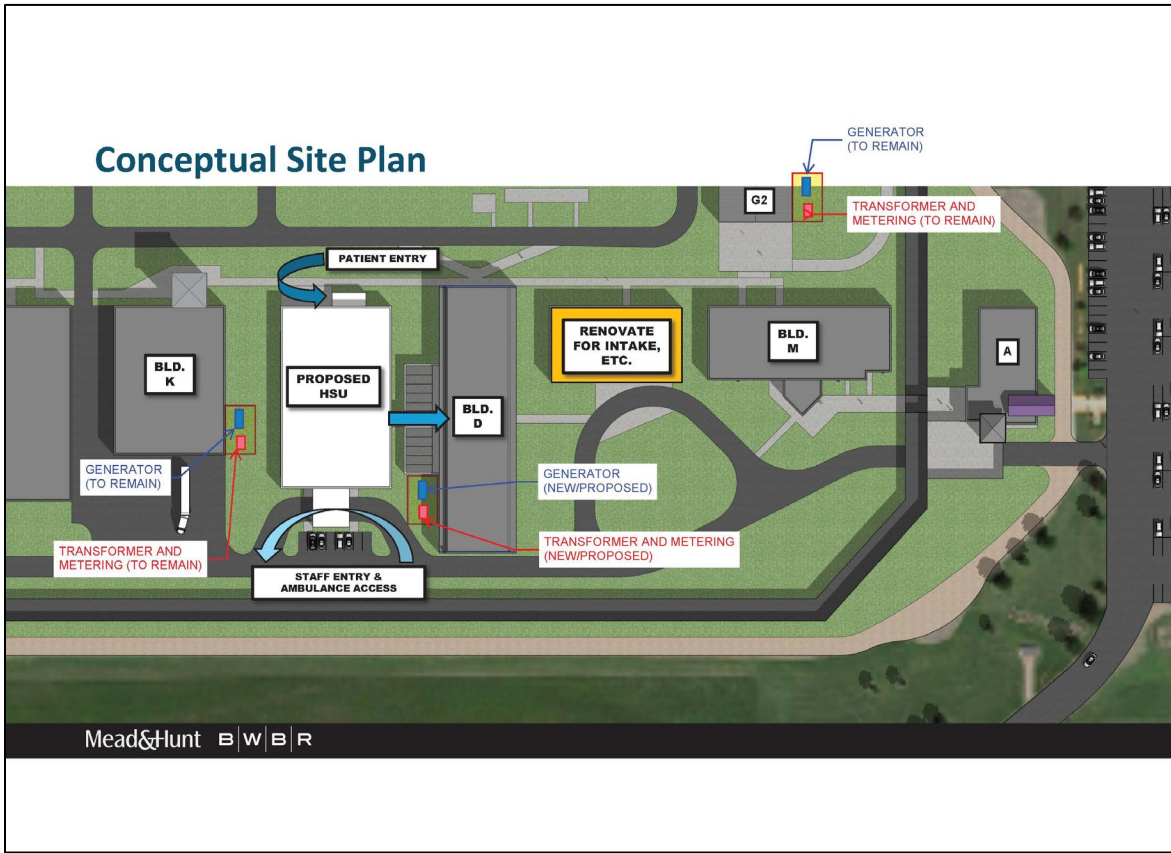 Conceptual Site Plan
GENERATOR
(TO REMAIN)
G2
TRANSFORMER AND
METERING (TO REMAIN)
PATIENT ENTRY
BLD.
K
PROPOSED
HSU
BLD.
D
RENOVATE
FOR INTAKE,
ETC.
BLD.
M
A
GENERATOR
(TO REMAIN)
GENERATOR
(NEW/PROPOSED)
TRANSFORMER AND
METERING (TO REMAIN)
TRANSFORMER AND METERING
(NEW/PROPOSED)
STAFF ENTRY &
AMBULANCE ACCESS
Mead&Hunt B|W|B|R